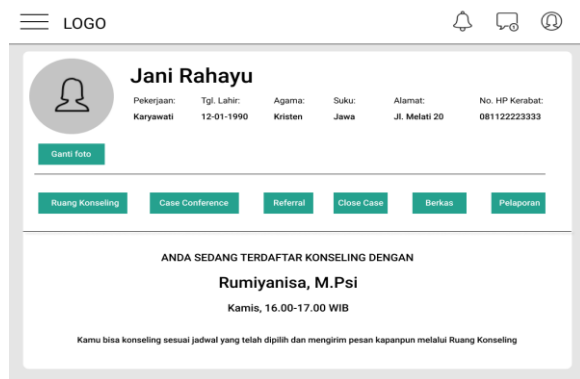 LOGO
Jani Rahayu
Pekerjaan: Tgl. Lahir: Agama: Suku: Alamat: No. HP Kerabat:
Karyawati 12-01-1990 Kristen Jawa Jl. Melati 20 081122223333
Ganti foto
Ruang Konseling Case Conference Referral Close Case Berkas Pelaporan
ANDA SEDANG TERDAFTAR KONSELING DENGAN
Rumiyanisa, M.Psi
Kamis, 16.00-17.00 WIB
Kamu bisa konseling sesuai jadwal yang telah dipilih dan mengirim pesan kapanpun melalui Ruang Konseling